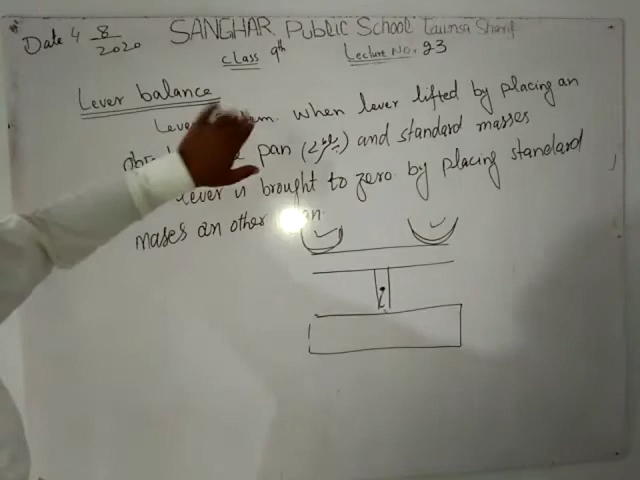 Date 4 8/2020 SANGHAR Public School Taunsa Sharif
Class 9th Lecture No. 23
Lever balance
Lever when lever lifted by placing an
pan and standard masses
lever is brought to zero by placing standard
mases an other pan.